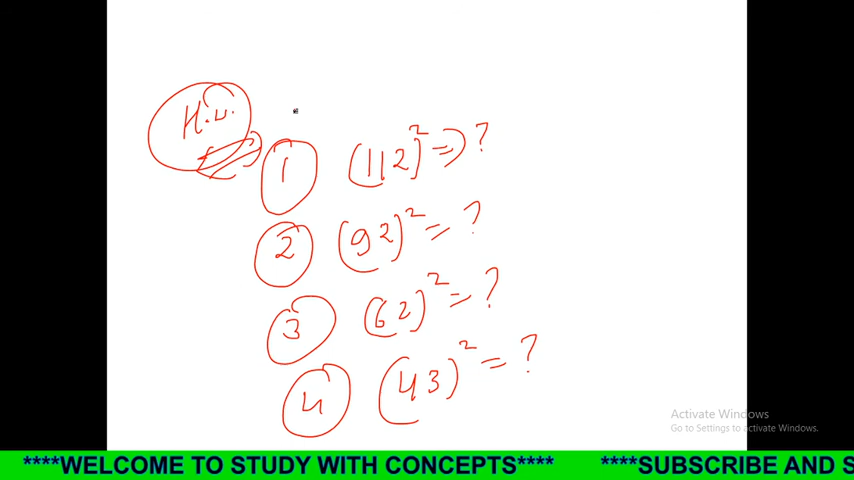 H.W.
1 (112)² => ?
2 (92)² = ?
3 (62)² = ?
4 (43)² = ?
Activate Windows
Go to Settings to activate Windows.
****WELCOME TO STUDY WITH CONCEPTS**** ****SUBSCRIBE AND S